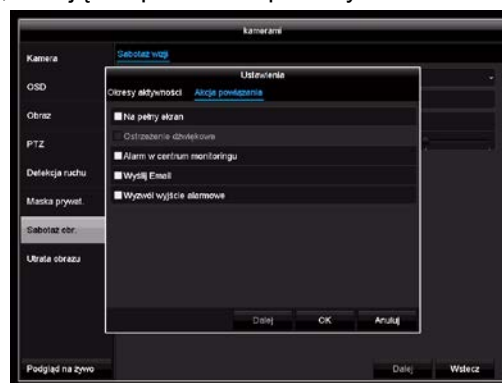 kamerami
Kamera
OSD
Obraz
PTZ
Detekcja ruchu
Maska prywat.
Sabotaż obr.
Utrata obrazu
Podgląd na żywo
Sabotaż wizji
Ustawienia
Okresy aktywności Akcja powiązania
Na pełny ekran
Ostrzeżenie dźwiękowe
Alarm w centrum monitoringu
Wyślij Email
Wyzwól wyjście alarmowe
Dalej OK Anuluj
Dalej Wstecz